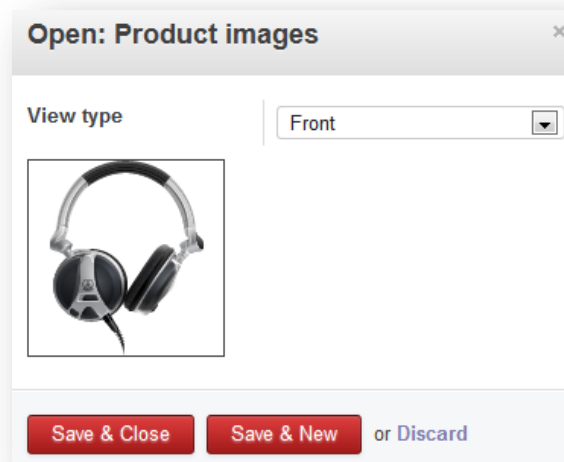 Open: Product images ×
View type
Front
Save & Close Save & New or Discard